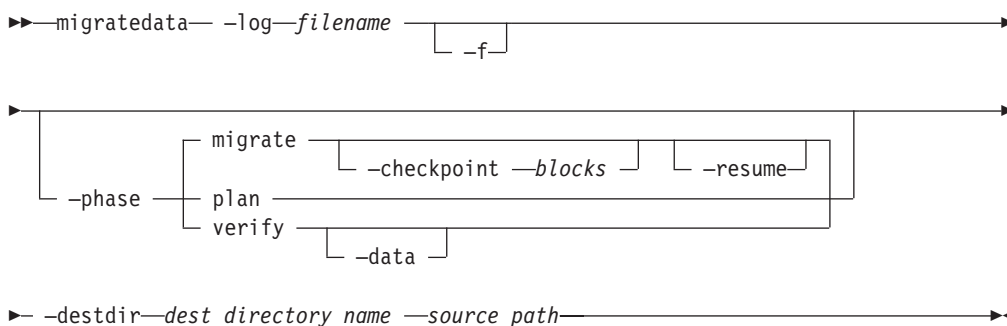 migratedata –log filename
–f
migrate
–checkpoint blocks –resume
–phase plan
verify
–data
–destdir dest directory name source path